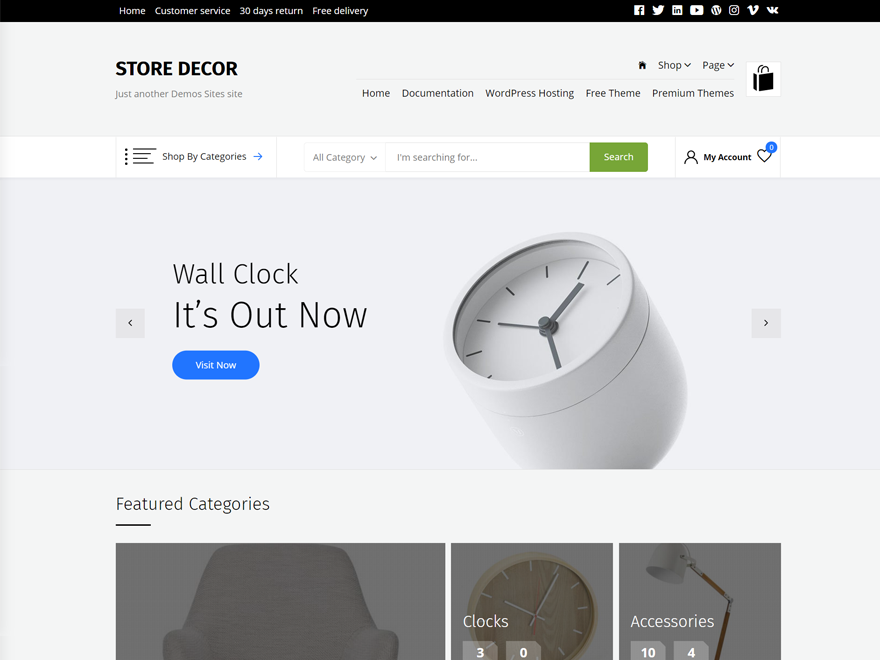 Home Customer service 30 days return Free delivery
STORE DECOR
Just another Demos Sites site
Shop Page
Home Documentation WordPress Hosting Free Theme Premium Themes
Shop By Categories
All Category I'm searching for... Search
My Account 0
Wall Clock
It’s Out Now
Visit Now
Featured Categories
Clocks
3 0
Accessories
10 4